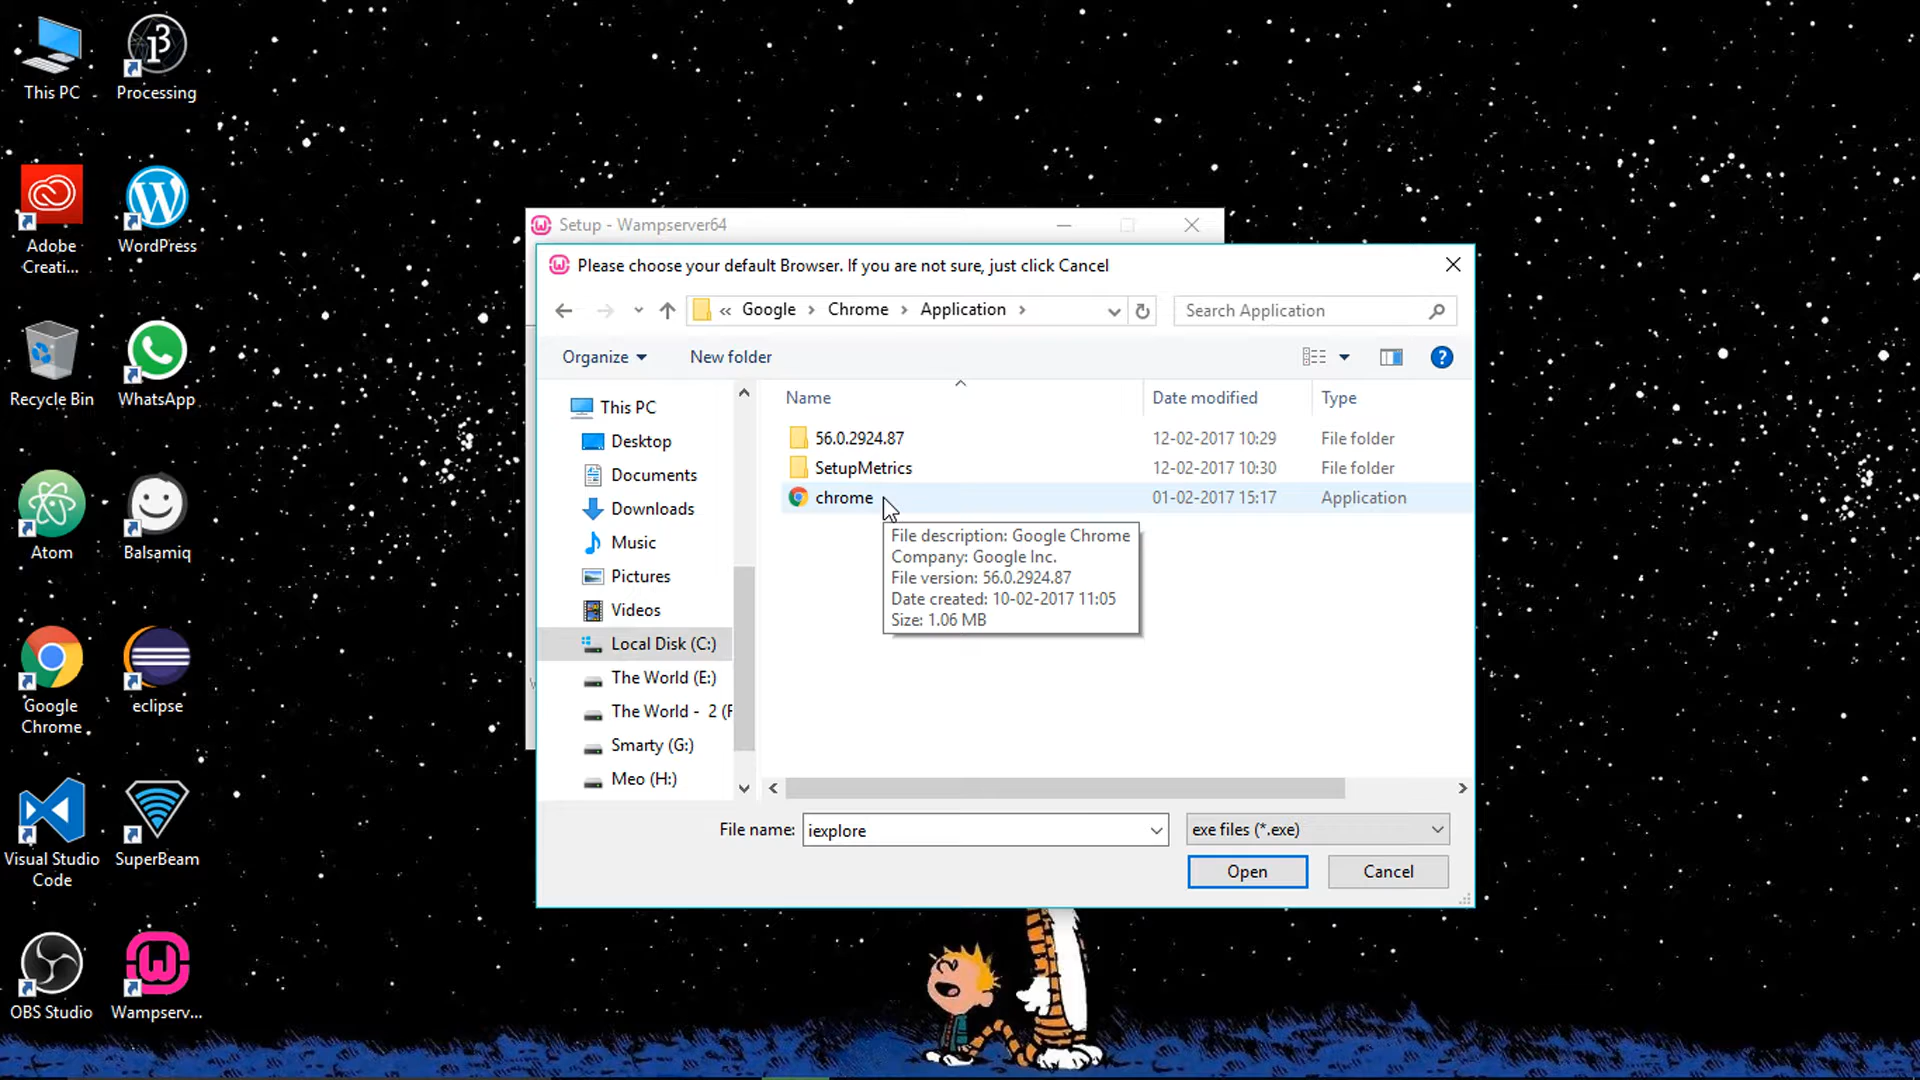 This PC
Processing
Adobe
Creati...
WordPress
Recycle Bin
WhatsApp
Atom
Balsamiq
Google
Chrome
eclipse
Visual Studio
Code
SuperBeam
OBS Studio
Wampserv...
Setup - Wampserver64
Please choose your default Browser. If you are not sure, just click Cancel
« Google > Chrome > Application >
Search Application
Organize
New folder
This PC
Desktop
Documents
Downloads
Music
Pictures
Videos
Local Disk (C:)
The World (E:)
The World - 2 (F
Smarty (G:)
Meo (H:)
Name Date modified Type
56.0.2924.87 12-02-2017 10:29 File folder
SetupMetrics 12-02-2017 10:30 File folder
chrome 01-02-2017 15:17 Application
File description: Google Chrome
Company: Google Inc.
File version: 56.0.2924.87
Date created: 10-02-2017 11:05
Size: 1.06 MB
File name: iexplore
exe files (*.exe)
Open
Cancel